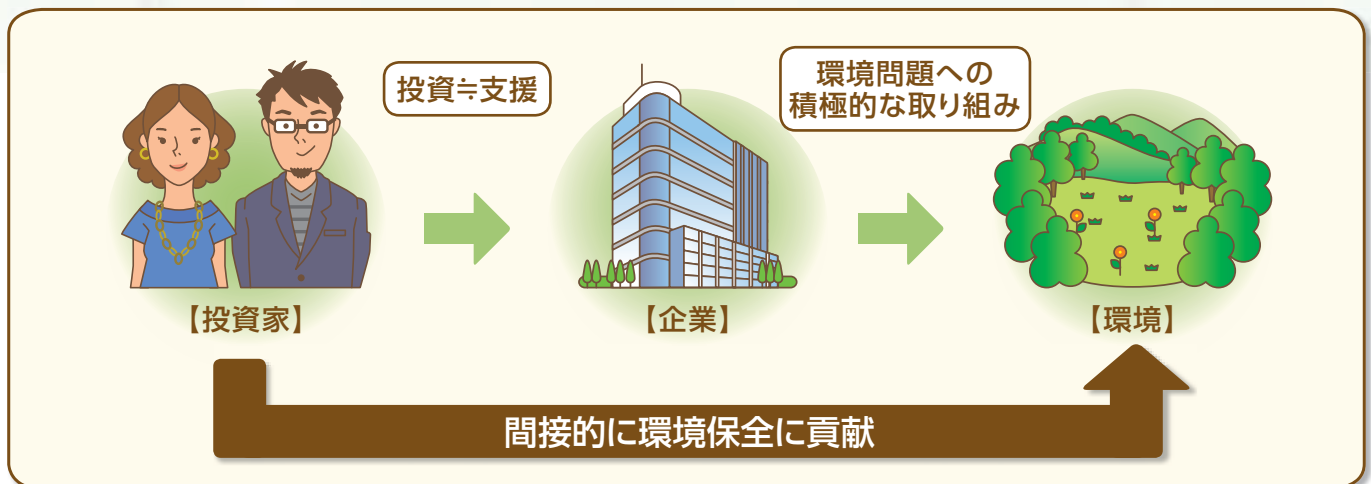 投資≒支援
環境問題への
積極的な取り組み
【投資家】
【企業】
【環境】
間接的に環境保全に貢献